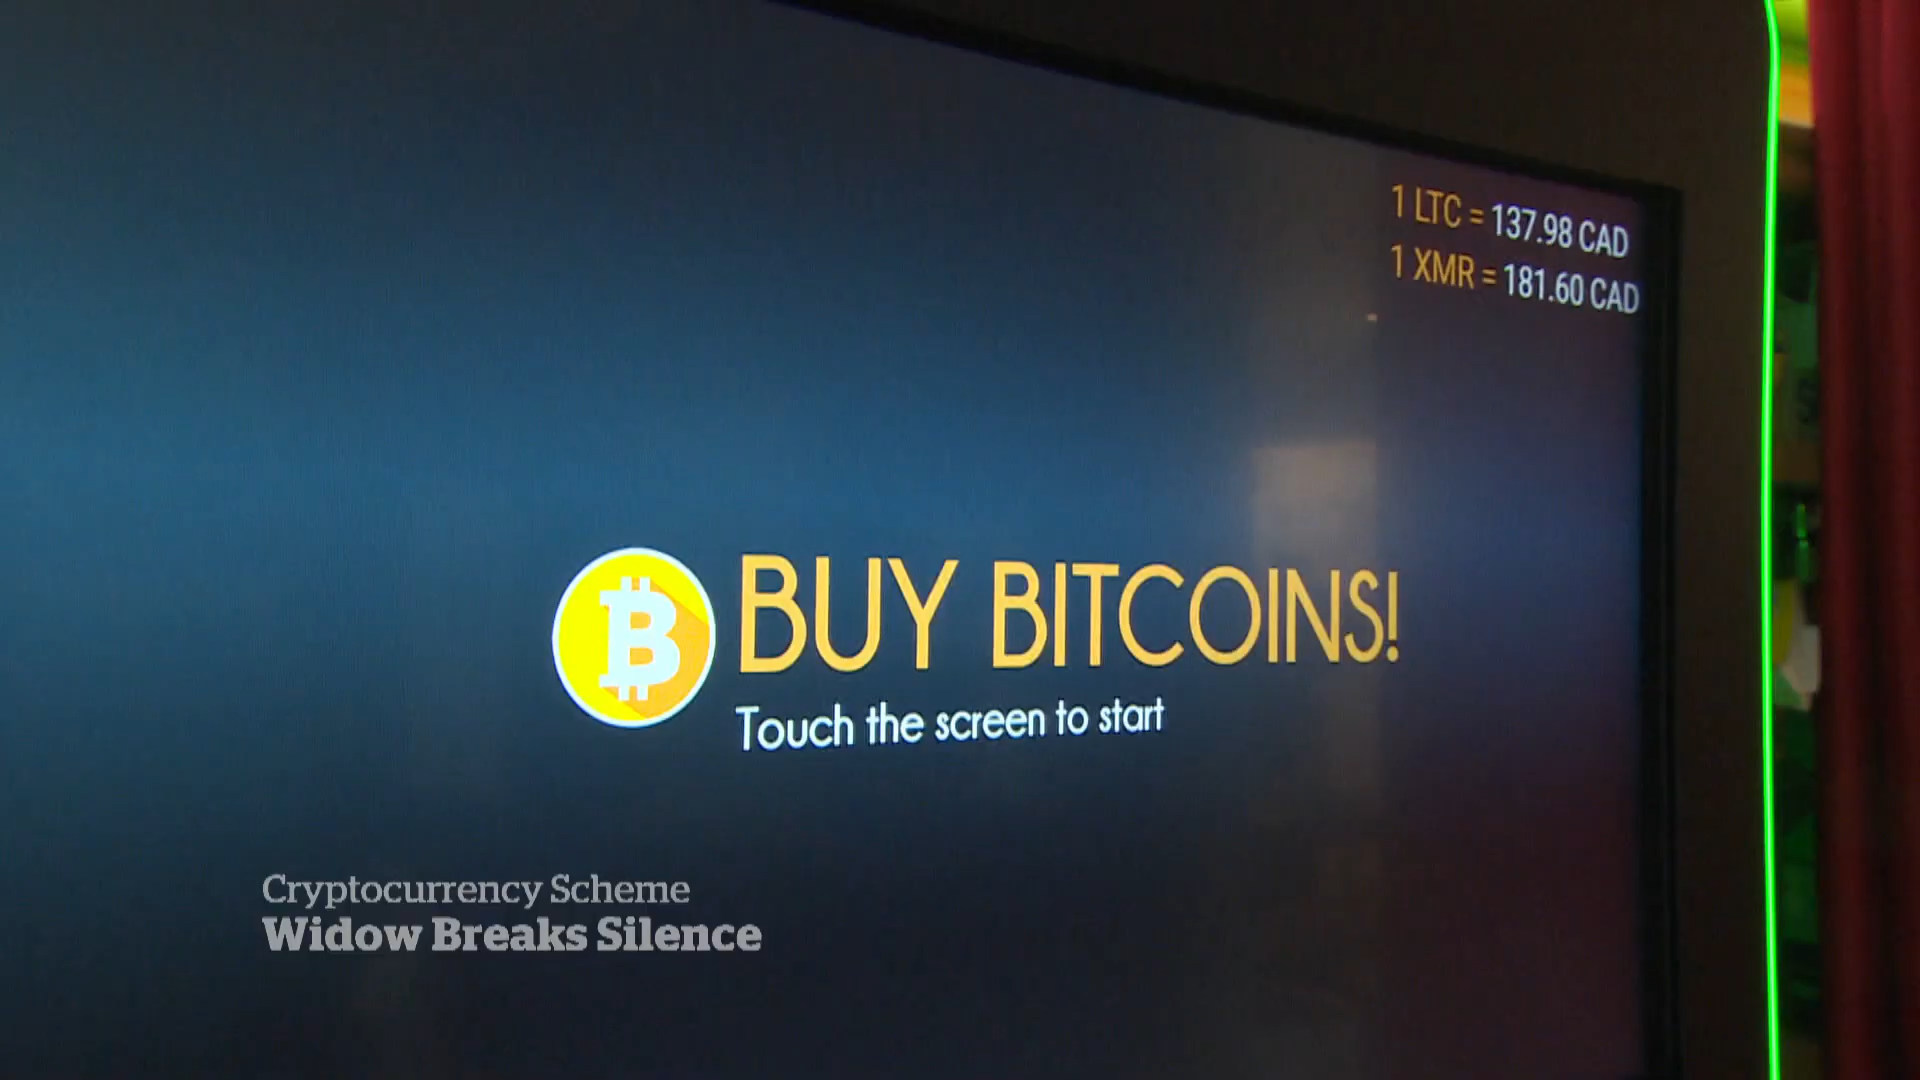 1 LTC = 137.98 CAD
1 XMR = 181.60 CAD
BUY BITCOINS!
Touch the screen to start
Cryptocurrency Scheme
Widow Breaks Silence